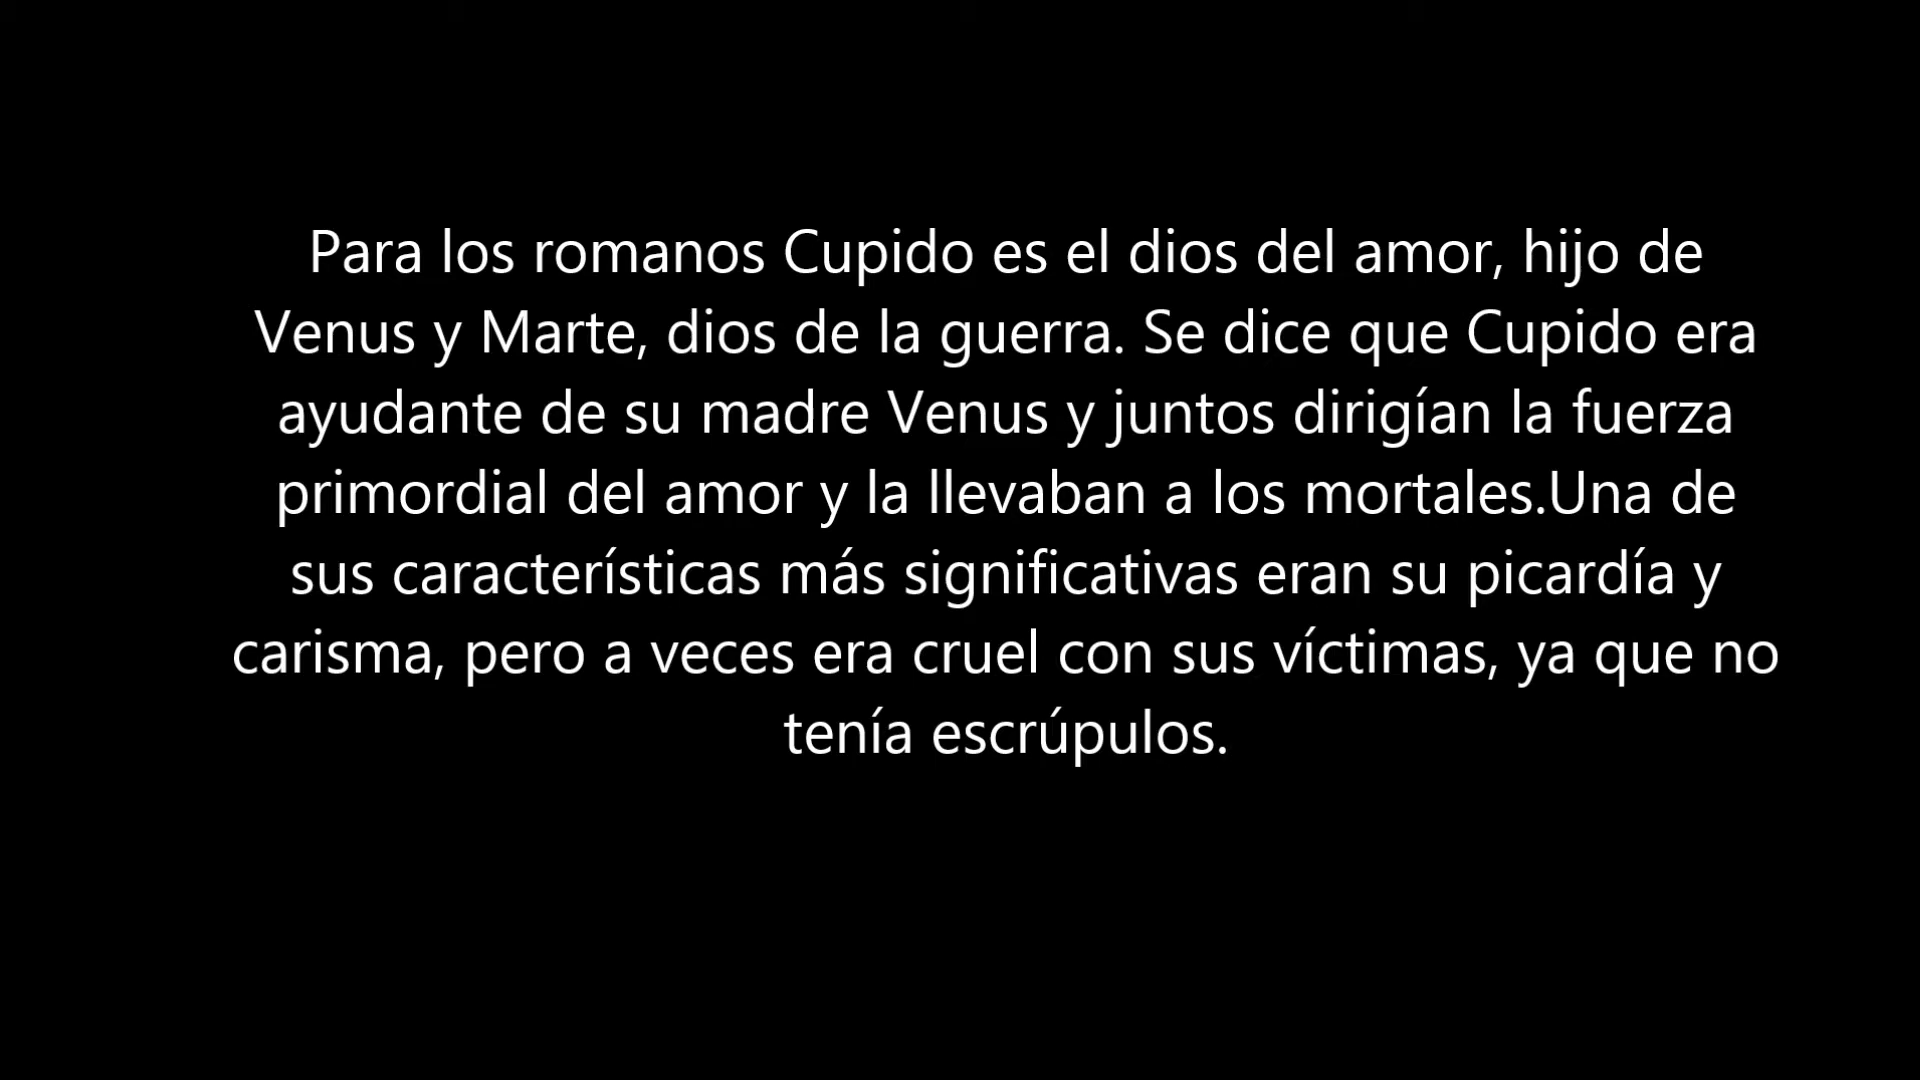 Para los romanos Cupido es el dios del amor, hijo de
Venus y Marte, dios de la guerra. Se dice que Cupido era
ayudante de su madre Venus y juntos dirigían la fuerza
primordial del amor y la llevaban a los mortales.Una de
sus características más significativas eran su picardía y
carisma, pero a veces era cruel con sus víctimas, ya que no
tenía escrúpulos.